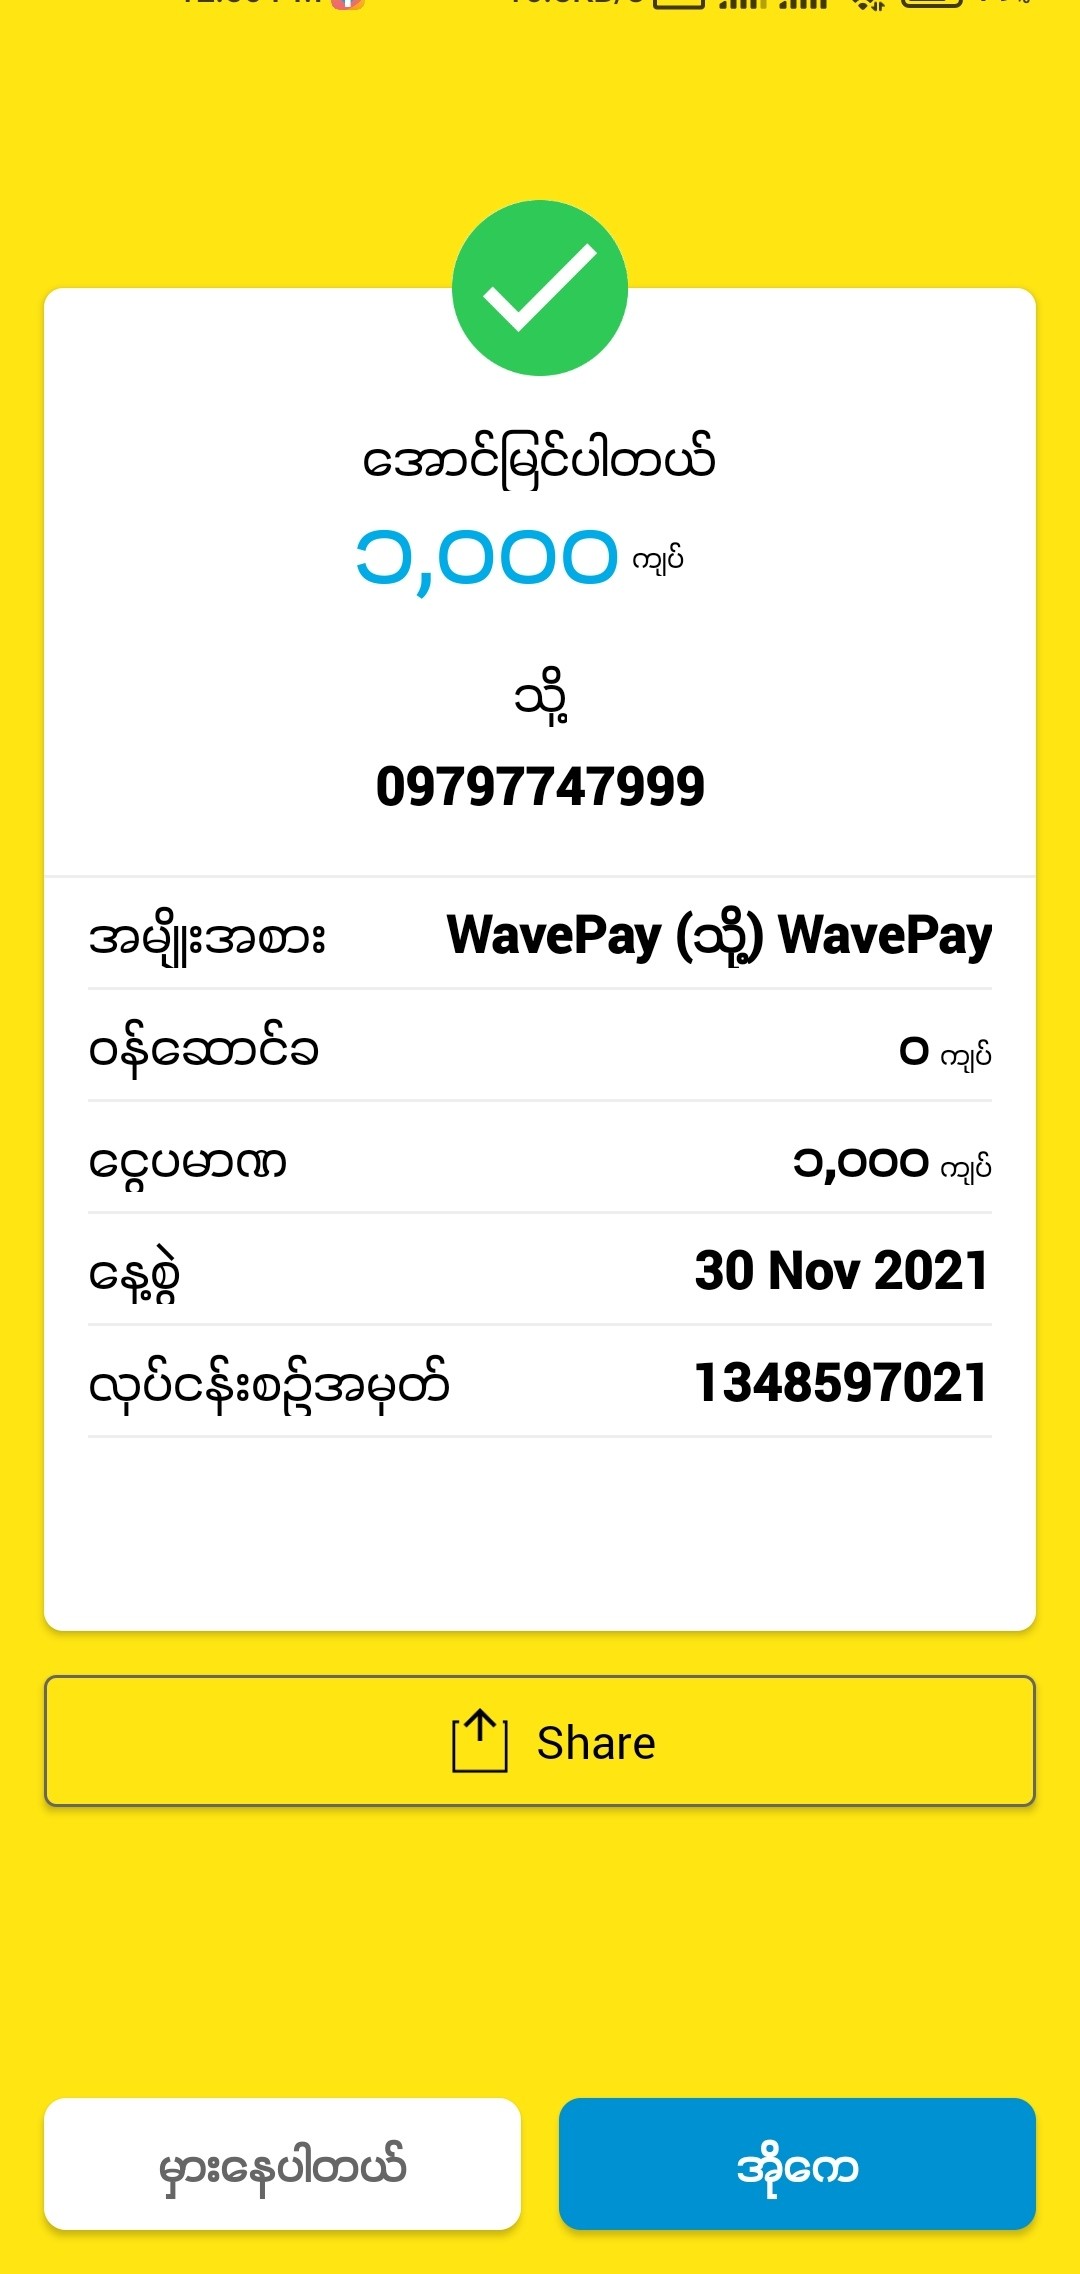 အောင်မြင်ပါတယ်
၁,၀၀၀ ကျပ်
သို့
09797747999
အမျိုးအစား WavePay (သို့) WavePay
ဝန်ဆောင်ခ ၀ ကျပ်
ငွေပမာဏ ၁,၀၀၀ ကျပ်
နေ့စွဲ 30 Nov 2021
လုပ်ငန်းစဉ်အမှတ် 1348597021
Share
မှားနေပါတယ် အိုကေ